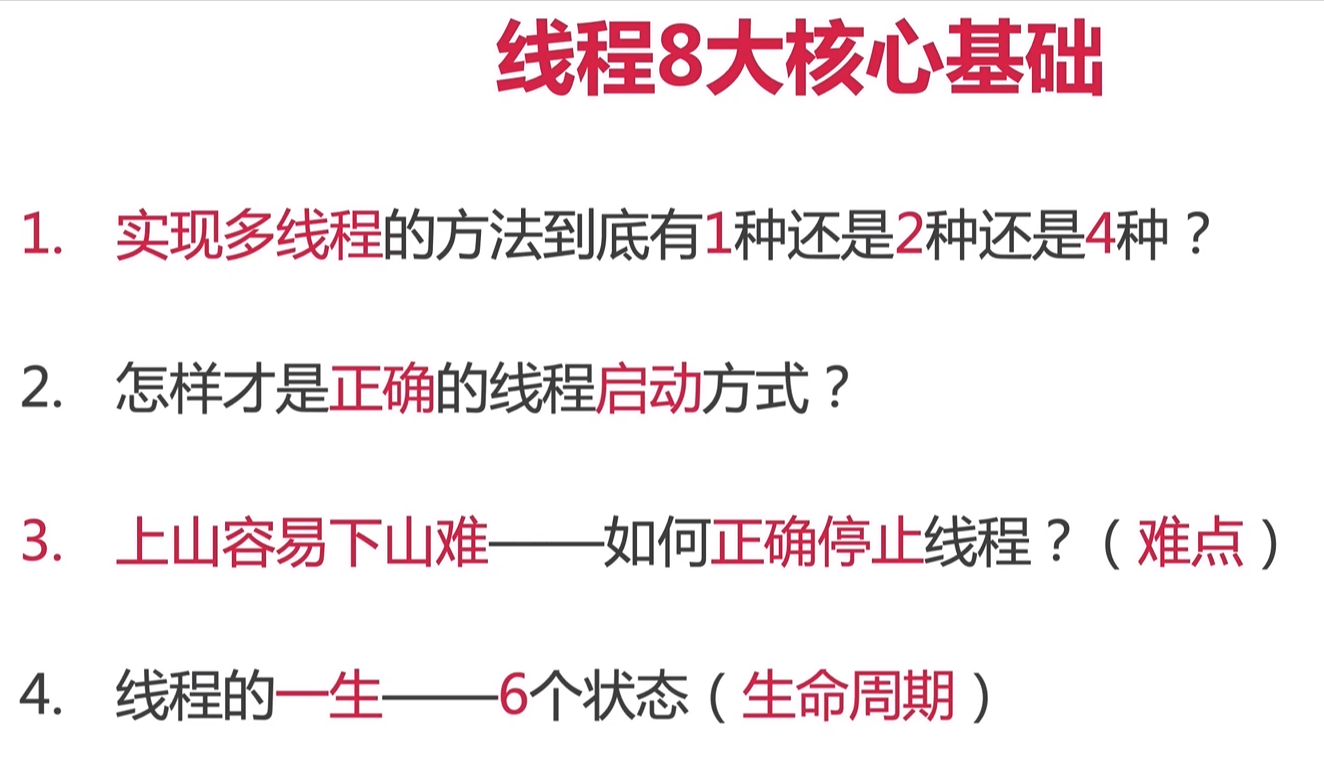 线程8大核心基础
1. 实现多线程的方法到底有1种还是2种还是4种？
2. 怎样才是正确的线程启动方式？
3. 上山容易下山难——如何正确停止线程？（难点）
4. 线程的一生——6个状态（生命周期）